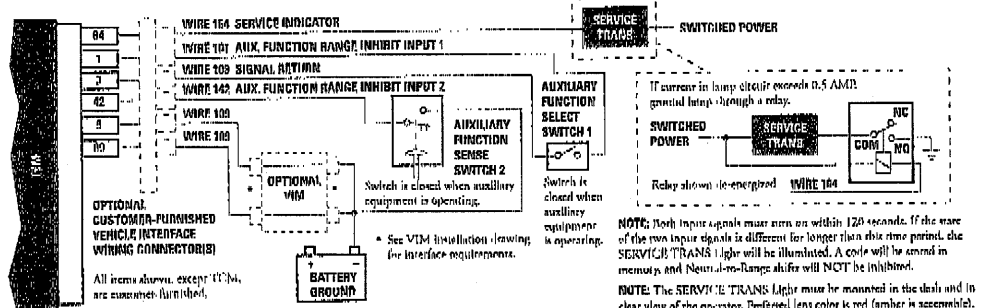 WIRE 164 SERVICE INDICATOR
SERVICE TRANS
SWITCHED POWER
WIRE 101 AUX. FUNCTION RANGE INHIBIT INPUT 1
WIRE 103 SIGNAL RETURN
WIRE 142 AUX. FUNCTION RANGE INHIBIT INPUT 2
WIRE 109
WIRE 109
64
1
42
TCM
AUXILIARY
FUNCTION
SENSE
SWITCH 2
Switch is closed when auxiliary
equipment is operating.
AUXILIARY
FUNCTION
SELECT
SWITCH 1
Switch is
closed when
auxiliary
equipment
is operating.
OPTIONAL
VIM
OPTIONAL
CUSTOMER-FURNISHED
VEHICLE INTERFACE
WIRING CONNECTOR(S)
All items shown, except TCM,
are customer furnished.
- +
BATTERY
GROUND
* See VIM installation drawing
for interface requirements.
If current in lamp circuit exceeds 0.5 AMP,
ground lamp through a relay.
SWITCHED
POWER
SERVICE
TRANS
NC
COM
NO
Relay shown de-energized
WIRE 164
NOTE: Both input signals must turn on within 120 seconds. If the state
of the two input signals is different for longer than this time period, the
SERVICE TRANS Light will be illuminated. A code will be stored in
memory and Neutral-to-Range shifts will NOT be inhibited.
NOTE: The SERVICE TRANS Light must be mounted in the dash and in
clear view of the operator. Preferred lens color is red (amber is acceptable).